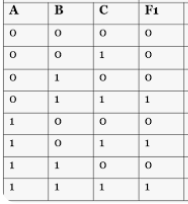 A B C F1
0 0 0 0
0 0 1 0
0 1 0 0
0 1 1 1
1 0 0 0
1 0 1 1
1 1 0 0
1 1 1 1